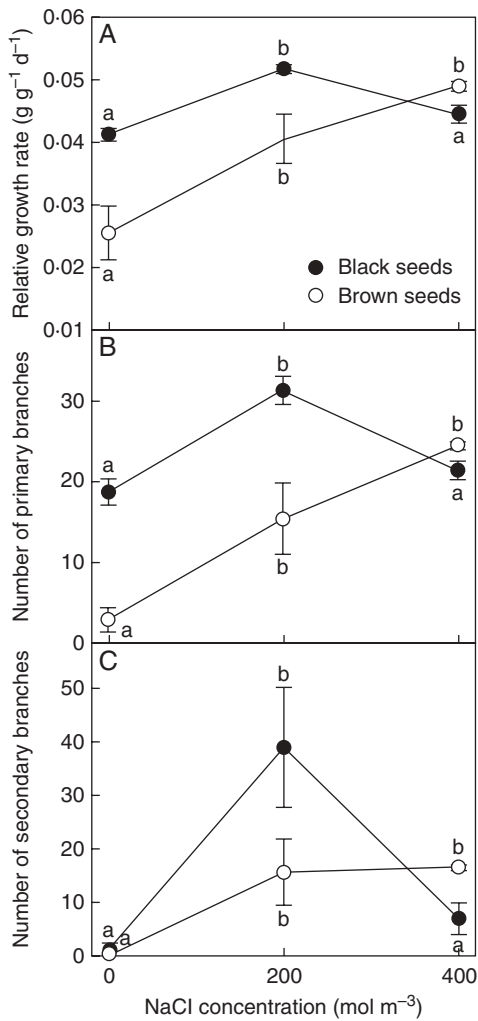 A
Relative growth rate (g g⁻¹ d⁻¹)
0·06
0·05
0·04
0·03
0·02
0·01
a
b
a
a
b
b
Black seeds
Brown seeds
B
Number of primary branches
30
20
10
0
a
b
a
a
b
b
C
Number of secondary branches
50
40
30
20
10
0
a
a
b
b
b
a
0
200
400
NaCl concentration (mol m⁻³)